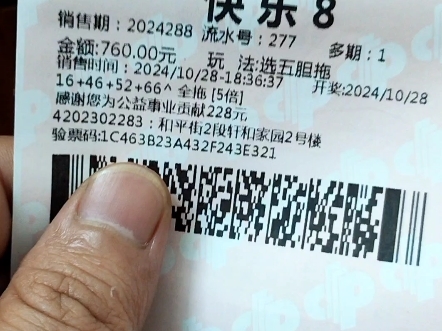 快乐8
销售期：2024288 流水号：277 多期：1
金额:760.00元 玩 法:选五胆拖
销售时间：2024/10/28-18:36:37 开奖:2024/10/28
16+46+52+66^ 全拖 [5倍]
感谢您为公益事业贡献228元
4202302283：和平街2段轩和家园2号楼
验票码:1C463B23A432F243E321